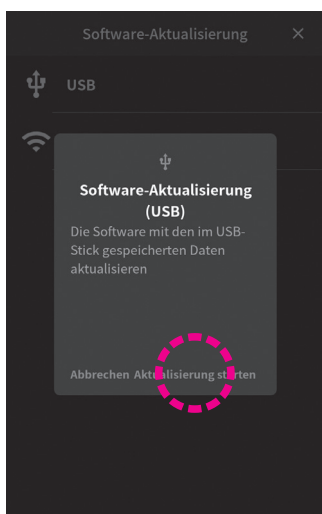 Software-Aktualisierung
USB
Software-Aktualisierung
(USB)
Die Software mit den im USB-
Stick gespeicherten Daten
aktualisieren
Abbrechen Aktualisierung starten